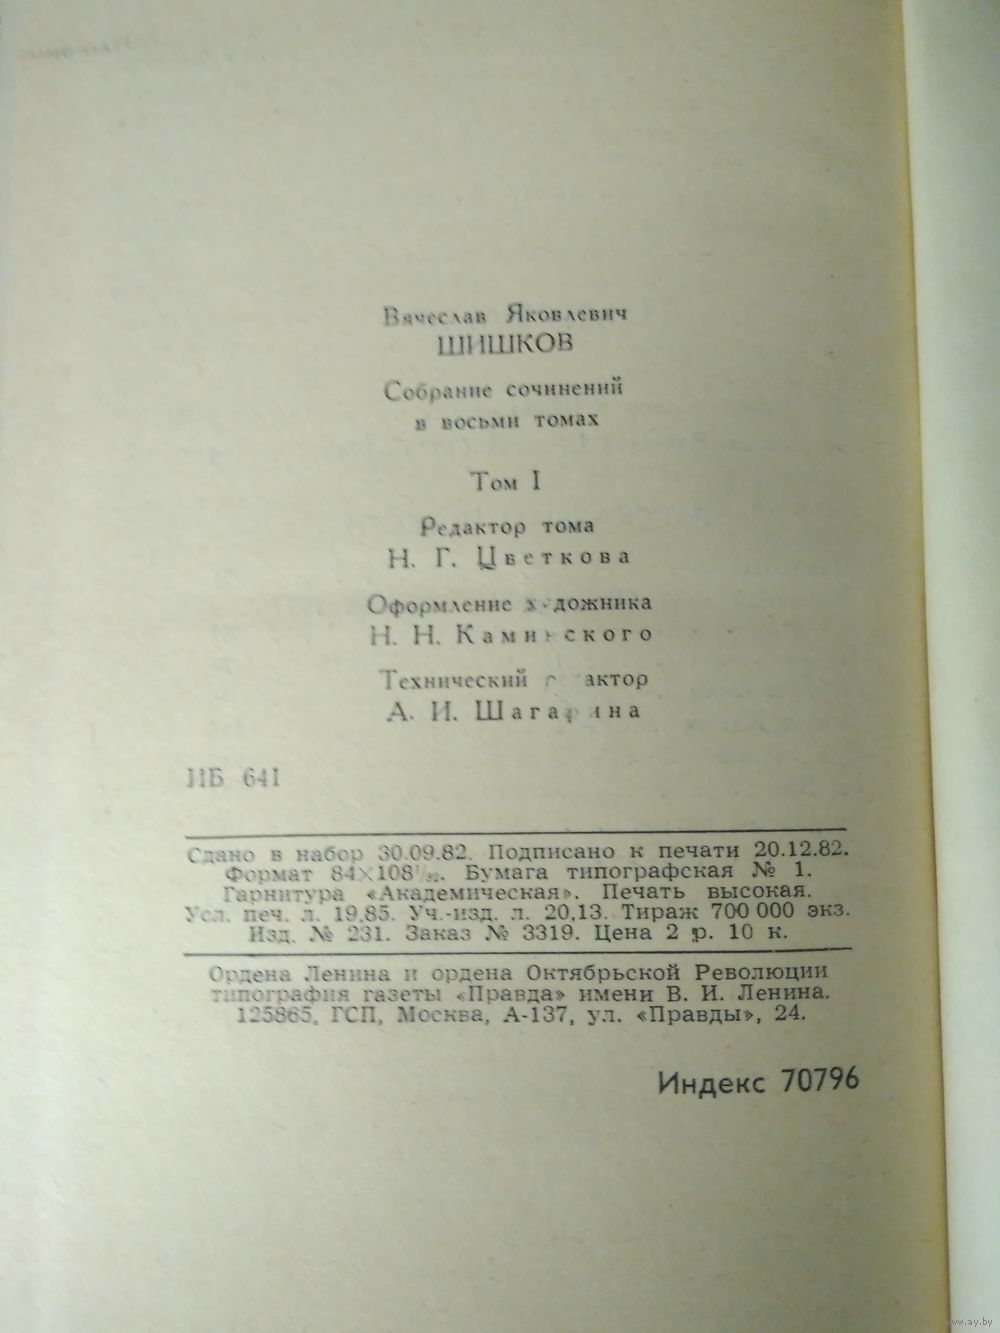 Вячеслав Яковлевич
ШИШКОВ
Собрание сочинений
в восьми томах
Том I
Редактор тома
Н. Г. Цветкова
Оформление художника
Н. Н. Каминского
Технический редактор
А. И. Шагарина
ИБ 641
Сдано в набор 30.09.82. Подписано к печати 20.12.82.
Формат 84×108 Бумага типографская № 1.
Гарнитура «Академическая». Печать высокая.
Усл. печ. л. 19,85. Уч.-изд. л. 20,13. Тираж 700 000 экз.
Изд. № 231. Заказ № 3319. Цена 2 р. 10 к.
Ордена Ленина и ордена Октябрьской Революции
типография газеты «Правда» имени В. И. Ленина.
125865, ГСП, Москва, А-137, ул. «Правды», 24.
Индекс 70796
www.ay.by